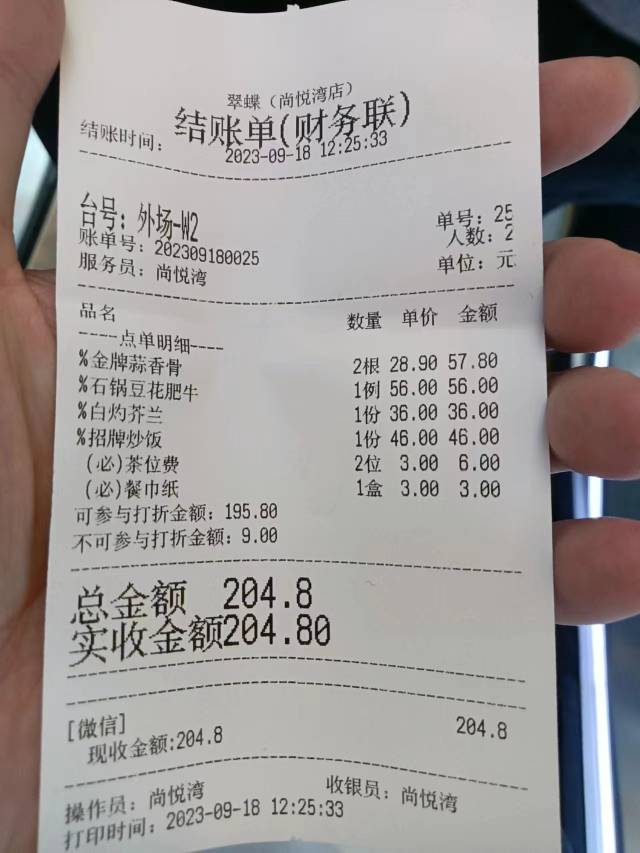 翠蝶（尚悦湾店）
结账单(财务联)
结账时间： 2023-09-18 12:25:33
台号：外场-W2 单号：25
账单号：202309180025 人数：2
服务员：尚悦湾 单位：元
品名 数量 单价 金额
----点单明细----
%金牌蒜香骨 2根 28.90 57.80
%石锅豆花肥牛 1例 56.00 56.00
%白灼芥兰 1份 36.00 36.00
%招牌炒饭 1份 46.00 46.00
(必)茶位费 2位 3.00 6.00
(必)餐巾纸 1盒 3.00 3.00
可参与打折金额：195.80
不可参与打折金额：9.00
总金额 204.8
实收金额204.80
[微信] 204.8
现收金额:204.8
操作员：尚悦湾 收银员：尚悦湾
打印时间：2023-09-18 12:25:33